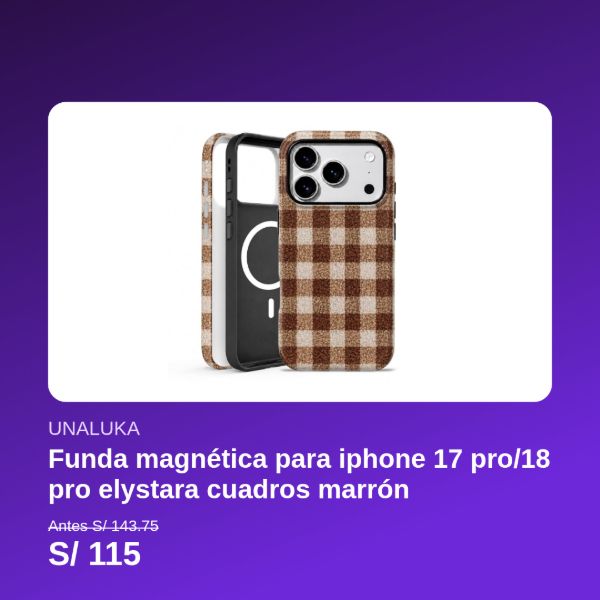 UNALUKA
Funda magnética para iphone 17 pro/18
pro elystara cuadros marrón
Antes S/ 143.75
S/ 115